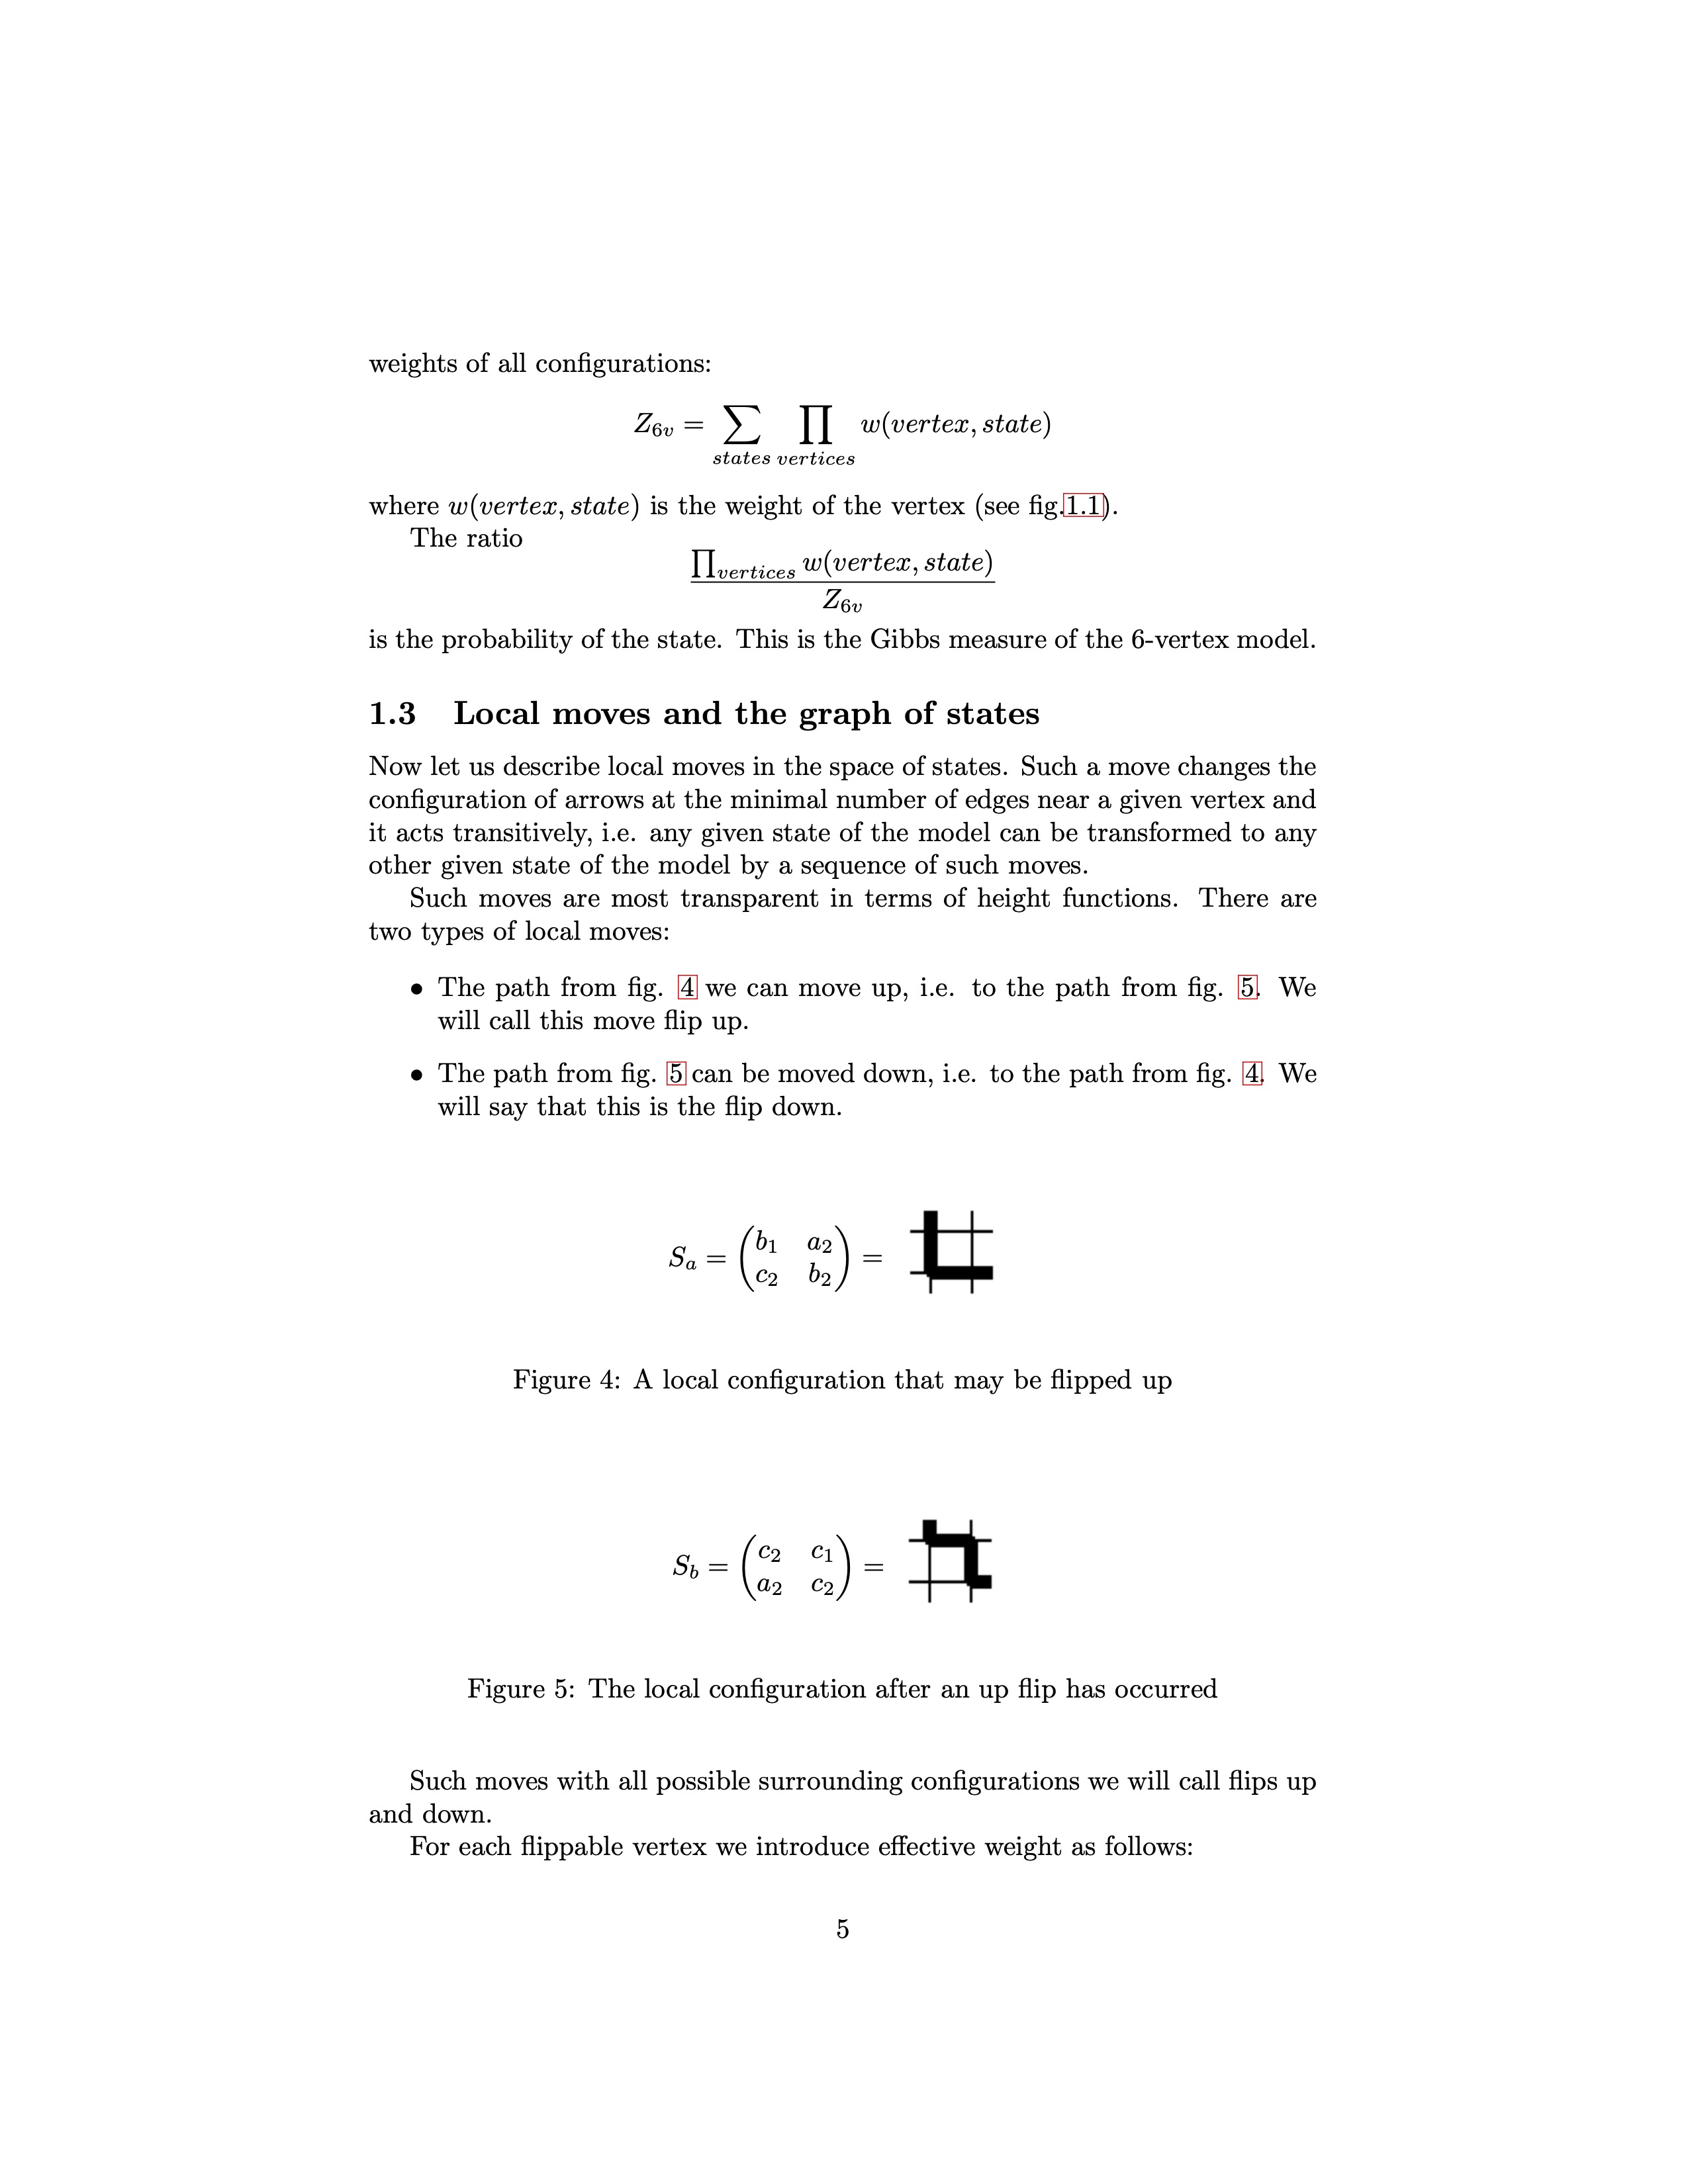 weights of all configurations:
Z_{6v} = \sum_{states} \prod_{vertices} w(vertex, state)
where w(vertex, state) is the weight of the vertex (see fig.1.1).
The ratio
\frac{\prod_{vertices} w(vertex, state)}{Z_{6v}}
is the probability of the state. This is the Gibbs measure of the 6-vertex model.
1.3 Local moves and the graph of states
Now let us describe local moves in the space of states. Such a move changes the
configuration of arrows at the minimal number of edges near a given vertex and
it acts transitively, i.e. any given state of the model can be transformed to any
other given state of the model by a sequence of such moves.
Such moves are most transparent in terms of height functions. There are
two types of local moves:
• The path from fig. 4 we can move up, i.e. to the path from fig. 5. We
will call this move flip up.
• The path from fig. 5 can be moved down, i.e. to the path from fig. 4. We
will say that this is the flip down.
S_a = \begin{pmatrix} b_1 & a_2 \\ c_2 & b_2 \end{pmatrix} =
Figure 4: A local configuration that may be flipped up
S_b = \begin{pmatrix} c_2 & c_1 \\ a_2 & c_2 \end{pmatrix} =
Figure 5: The local configuration after an up flip has occurred
Such moves with all possible surrounding configurations we will call flips up
and down.
For each flippable vertex we introduce effective weight as follows:
5